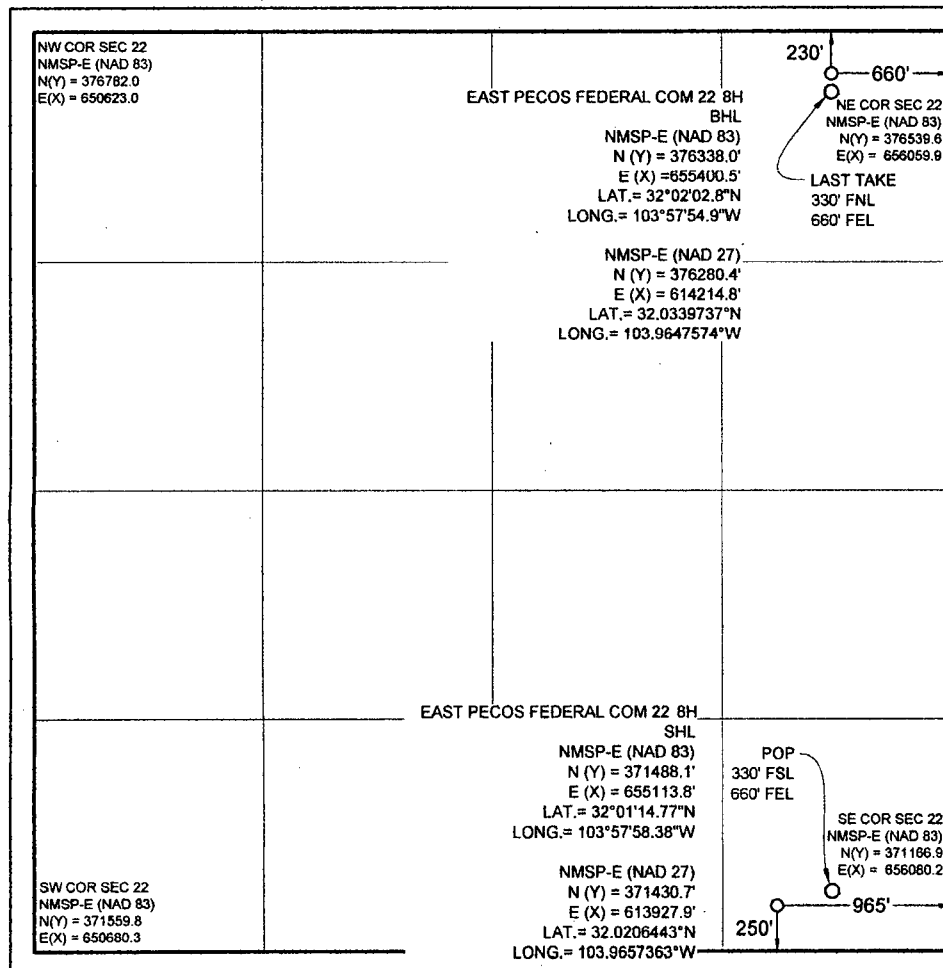 NW COR SEC 22
NMSP-E (NAD 83)
N(Y) = 376782.0
E(X) = 650623.0
230'
660'
EAST PECOS FEDERAL COM 22 8H
BHL
NMSP-E (NAD 83)
N (Y) = 376338.0'
E (X) =655400.5'
LAT.= 32°02'02.8"N
LONG.= 103°57'54.9"W
NMSP-E (NAD 27)
N (Y) = 376280.4'
E (X) = 614214.8'
LAT.= 32.0339737°N
LONG.= 103.9647574°W
NE COR SEC 22
NMSP-E (NAD 83)
N(Y) = 376539.6
E(X) = 656059.9
LAST TAKE
330' FNL
660' FEL
EAST PECOS FEDERAL COM 22 8H
SHL
NMSP-E (NAD 83)
N (Y) = 371488.1'
E (X) = 655113.8'
LAT.= 32°01'14.77"N
LONG.= 103°57'58.38"W
NMSP-E (NAD 27)
N (Y) = 371430.7'
E (X) = 613927.9'
LAT.= 32.0206443°N
LONG.= 103.9657363°W
POP
330' FSL
660' FEL
SE COR SEC 22
NMSP-E (NAD 83)
N(Y) = 371166.9
E(X) = 656080.2
965'
250'
SW COR SEC 22
NMSP-E (NAD 83)
N(Y) = 371559.8
E(X) = 650680.3